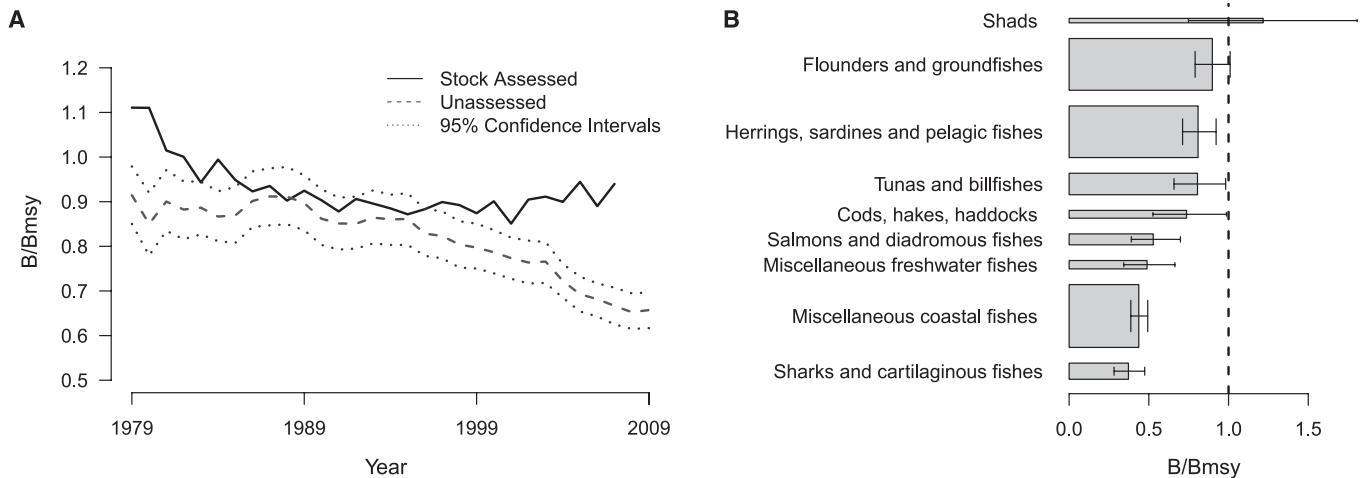 A
B/Bmsy
1.2
1.1
1.0
0.9
0.8
0.7
0.6
0.5
Stock Assessed
Unassessed
95% Confidence Intervals
1979
1989
1999
2009
Year
B
Shads
Flounders and groundfishes
Herrings, sardines and pelagic fishes
Tunas and billfishes
Cods, hakes, haddocks
Salmons and diadromous fishes
Miscellaneous freshwater fishes
Miscellaneous coastal fishes
Sharks and cartilaginous fishes
0.0
0.5
1.0
1.5
B/Bmsy